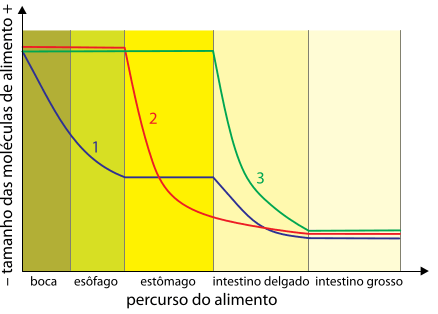 – tamanho das moléculas de alimento +
1
2
3
boca esôfago estômago intestino delgado intestino grosso
percurso do alimento